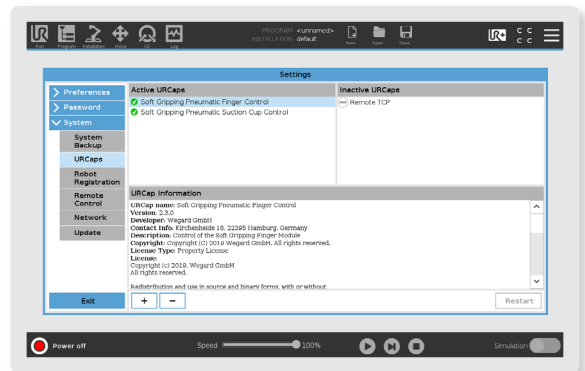 PROGRAM <unnamed>
INSTALLATION default
Run Program Installation Move I/O Log New Open Save
UR+
C C
C C
Settings
Preferences
Password
System
System Backup
URCaps
Robot Registration
Remote Control
Network
Update
Exit
Active URCaps
Soft Gripping Pneumatic Finger Control
Soft Gripping Pneumatic Suction Cup Control
Inactive URCaps
Remote TCP
URCap Information
URCap name: Soft Gripping Pneumatic Finger Control
Version: 2.3.0
Developer: Wegard GmbH
Contact Info: Kirchenheide 18, 22395 Hamburg, Germany
Description: Control of the Soft Gripping Finger Module
Copyright: Copyright (C) 2019 Wegard GmbH. All rights reserved.
License Type: Property License
License:
Copyright (c) 2019, Wegard GmbH
All rights reserved.
Redistribution and use in source and binary forms, with or without
+ −
Restart
Power off
Speed 100%
Simulation